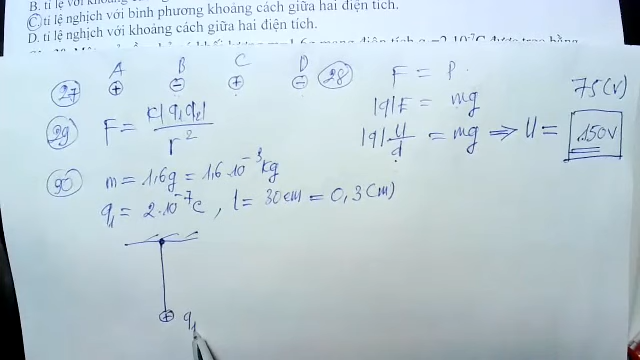 B. tỉ lệ với khoảng
C. tỉ lệ nghịch với bình phương khoảng cách giữa hai điện tích.
D. tỉ lệ nghịch với khoảng cách giữa hai điện tích.
27 A B C D
⊕ ⊖ ⊕ ⊖
28 F = P.
|q|E = mg
|q| U/d = mg ⇒ U = 150V
75 (V)
29 F = k|q1q2| / r²
90 m = 1,6g = 1,6.10⁻³kg
q1 = 2.10⁻⁷C, l = 30cm = 0,3(m)
⊕ q1